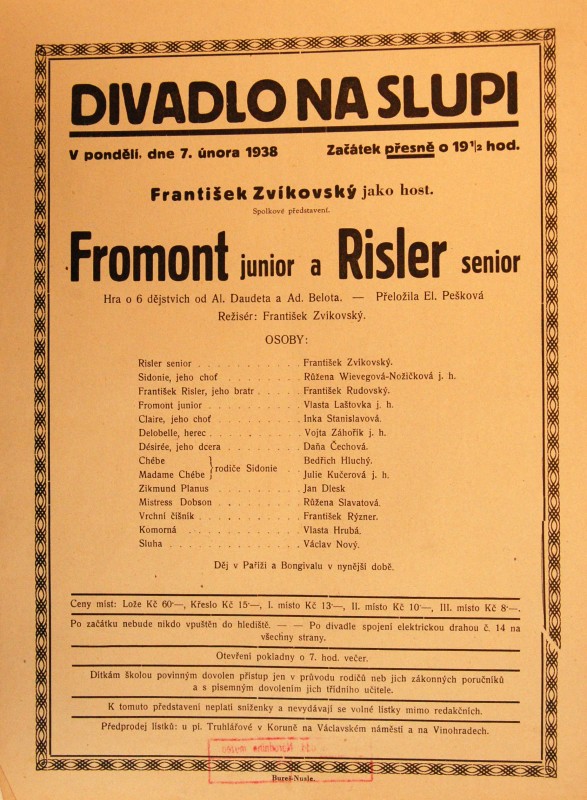 DIVADLO NA SLUPI
V pondělí, dne 7. února 1938 Začátek přesně o 19 1/2 hod.
František Zvíkovský jako host.
Spolkové představení.
Fromont junior a Risler senior
Hra o 6 dějstvích od Al. Daudeta a Ad. Belota. — Přeložila El. Pešková
Režisér: František Zvíkovský.
OSOBY:
Risler senior . . . . . . . . . František Zvíkovský.
Sidonie, jeho choť . . . . . . . Růžena Wievegová-Nožičková j. h.
František Risler, jeho bratr . . . . František Rudovský.
Fromont junior . . . . . . . . Vlasta Laštovka j. h.
Claire, jeho choť . . . . . . . . Inka Stanislavová.
Delobelle, herec . . . . . . . . Vojta Záhořík j. h.
Désirée, jeho dcera . . . . . . . Daňa Čechová.
Chébe } rodiče Sidonie . . Bedřich Hluchý.
Madame Chébe } Julie Kučerová j. h.
Zikmund Planus . . . . . . . . Jan Dlesk
Mistress Dobson . . . . . . . . Růžena Slavatová.
Vrchní číšník . . . . . . . . . František Rýzner.
Komorná . . . . . . . . . . Vlasta Hrubá.
Sluha . . . . . . . . . . . Václav Nový.
Děj v Paříži a Bongivalu v nynější době.
Ceny míst: Lože Kč 60·—, Křeslo Kč 15·—, I. místo Kč 13·—, II. místo Kč 10·—, III. místo Kč 8·—.
Po začátku nebude nikdo vpuštěn do hlediště. — — Po divadle spojení elektrickou drahou č. 14 na
všechny strany.
Otevření pokladny o 7. hod. večer.
Dítkám školou povinným dovolen přístup jen v průvodu rodičů neb jich zákonných poručníků
a s písemným dovolením jich třídního učitele.
K tomuto představení neplatí sníženky a nevydávají se volné lístky mimo redakčních.
Předprodej lístků: u pí. Truhlářové v Koruně na Václavském náměstí a na Vinohradech.
Bureš-Nusle.